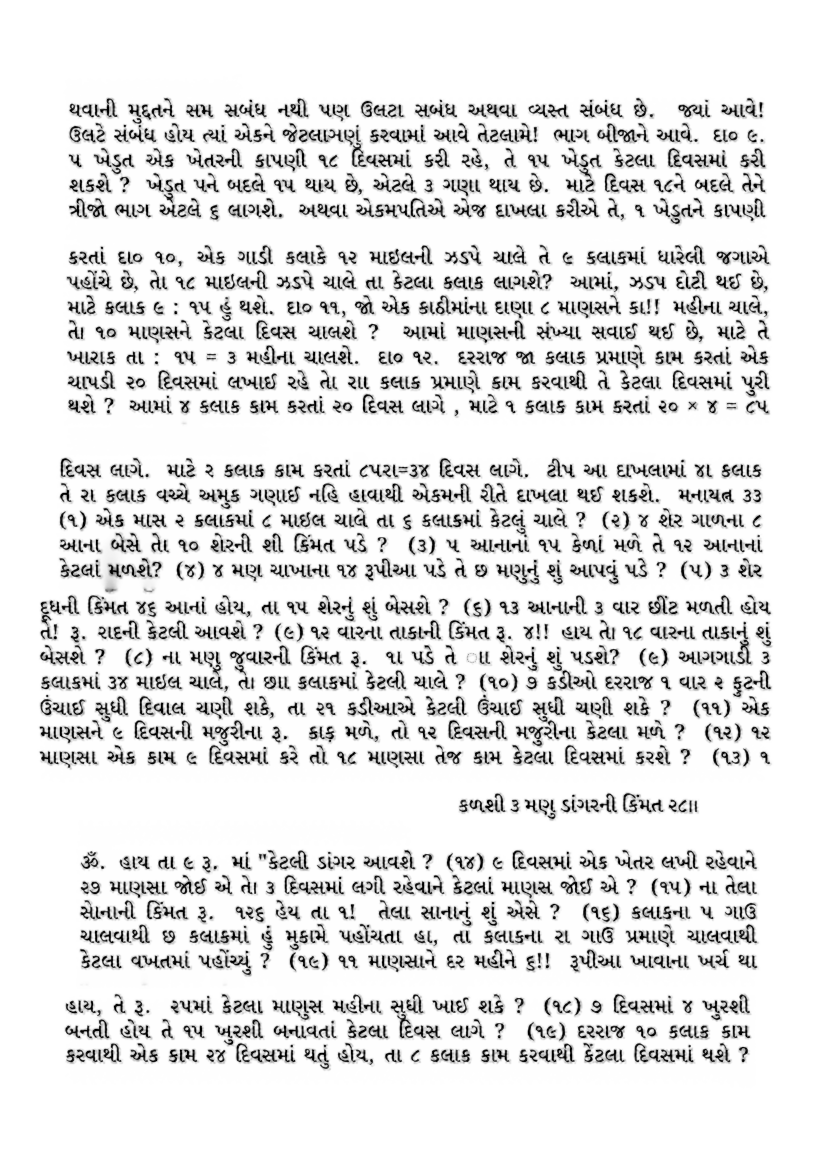 થવાની મુદ્દતને સમ સબંધ નથી પણ ઉલટા સબંધ અથવા વ્યસ્ત સંબંધ છે. જ્યાં આવે!
ઉલટે સંબંધ હોય ત્યાં એકને જેટલાઞણું કરવામાં આવે તેટલામે! ભાગ બીજાને આવે. દા૦ ૯.
૫ ખેડુત એક ખેતરની કાપણી ૧૮ દિવસમાં કરી રહે, તે ૧૫ ખેડુત કેટલા દિવસમાં કરી
શકશે ? ખેડુત ૫ને બદલે ૧૫ થાય છે, એટલે ૩ ગણા થાય છે. માટે દિવસ ૧૮ને બદલે તેને
ત્રીજો ભાગ એટલે ૬ લાગશે. અથવા એકમપતિએ એજ દાખલા કરીએ તે, ૧ ખેડુતને કાપણી
કરતાં દા૦ ૧૦, એક ગાડી કલાકે ૧૨ માઇલની ઝડપે ચાલે તે ૯ કલાકમાં ધારેલી જગાએ
પહોંચે છે, તેા ૧૮ માઇલની ઝડપે ચાલે તા કેટલા કલાક લાગશે? આમાં, ઝડપ દોટી થઈ છે,
માટે કલાક ૯ : ૧૫ હું થશે. દા૦ ૧૧, જો એક કાઠીમાંના દાણા ૮ માણસને કા!! મહીના ચાલે,
તેા ૧૦ માણસને કેટલા દિવસ ચાલશે ? આમાં માણસની સંખ્યા સવાઈ થઈ છે, માટે તે
ખારાક તા : ૧૫ = ૩ મહીના ચાલશે. દા૦ ૧૨. દરરાજ જા કલાક પ્રમાણે કામ કરતાં એક
ચાપડી ૨૦ દિવસમાં લખાઈ રહે તેા રાા કલાક પ્રમાણે કામ કરવાથી તે કેટલા દિવસમાં પુરી
થશે ? આમાં ૪ કલાક કામ કરતાં ૨૦ દિવસ લાગે , માટે ૧ કલાક કામ કરતાં ૨૦ × ૪ = ૮૫
દિવસ લાગે. માટે ૨ કલાક કામ કરતાં ૮૫રા=૩૪ દિવસ લાગે. ટીપ આ દાખલામાં ૪ા કલાક
તે રા કલાક વચ્ચે અમુક ગણાઈ નહિ હાવાથી એકમની રીતે દાખલા થઈ શકશે. મનાયત્ન ૩૩
(૧) એક માસ ૨ કલાકમાં ૮ માઇલ ચાલે તા ૬ કલાકમાં કેટલું ચાલે ? (૨) ૪ શેર ગાળના ૮
આના બેસે તેા ૧૦ શેરની શી કિંમત પડે ? (૩) ૫ આનાનાં ૧૫ કેળાં મળે તે ૧૨ આનાનાં
કેટલાં મળશે? (૪) ૪ મણ ચાખાના ૧૪ રૂપીઆ પડે તે છ મણુનું શું આપવું પડે ? (૫) ૩ શેર
દૂધની કિંમત ૪૬ આનાં હોય, તા ૧૫ શેરનું શું બેસશે ? (૬) ૧૩ આનાની ૩ વાર છીંટ મળતી હોય
તે! રૂ. રાદની કેટલી આવશે ? (૯) ૧૨ વારના તાકાની કિંમત રૂ. ૪!! હાય તેા ૧૮ વારના તાકાનું શું
બેસશે ? (૮) ના મણુ જુવારની કિંમત રૂ. ૧ા પડે તે ાા શેરનું શું પડશે? (૯) આગગાડી ૩
કલાકમાં ૩૪ માઇલ ચાલે, તેા છાા કલાકમાં કેટલી ચાલે ? (૧૦) ૭ કડીઓ દરરાજ ૧ વાર ૨ ફુટની
ઉંચાઈ સુધી દિવાલ ચણી શકે, તા ૨૧ કડીઆએ કેટલી ઉંચાઈ સુધી ચણી શકે ? (૧૧) એક
માણસને ૯ દિવસની મજુરીના રૂ. કાક઼ મળે, તો ૧૨ દિવસની મજુરીના કેટલા મળે ? (૧૨) ૧૨
માણસા એક કામ ૯ દિવસમાં કરે તો ૧૮ માણસા તેજ કામ કેટલા દિવસમાં કરશે ? (૧૩) ૧
કળશી ૩ મણુ ડાંગરની કિંમત ૨૮ાા
ૐ. હાય તા ૯ રૂ. માં "કેટલી ડાંગર આવશે ? (૧૪) ૯ દિવસમાં એક ખેતર લખી રહેવાને
૨૭ માણસા જોઈ એ તેા ૩ દિવસમાં લગી રહેવાને કેટલાં માણસ જોઈ એ ? (૧૫) ના તેલા
સેાનાની કિંમત રૂ. ૧૨૬ હેય તા ૧! તેલા સાનાનું શું એસે ? (૧૬) કલાકના ૫ ગાઉ
ચાલવાથી છ કલાકમાં હું મુકામે પહોંચતા હા, તા કલાકના રા ગાઉ પ્રમાણે ચાલવાથી
કેટલા વખતમાં પહોંચ્યું ? (૧૯) ૧૧ માણસાને દર મહીને ૬!! રૂપીઆ ખાવાના ખર્ચ થા
હાય, તે રૂ. ૨૫માં કેટલા માણુસ મહીના સુધી ખાઈ શકે ? (૧૮) ૭ દિવસમાં ૪ ખુરશી
બનતી હોય તે ૧૫ ખુરશી બનાવતાં કેટલા દિવસ લાગે ? (૧૯) દરરાજ ૧૦ કલાક કામ
કરવાથી એક કામ ૨૪ દિવસમાં થતું હોય, તા ૮ કલાક કામ કરવાથી કેંટલા દિવસમાં થશે ?